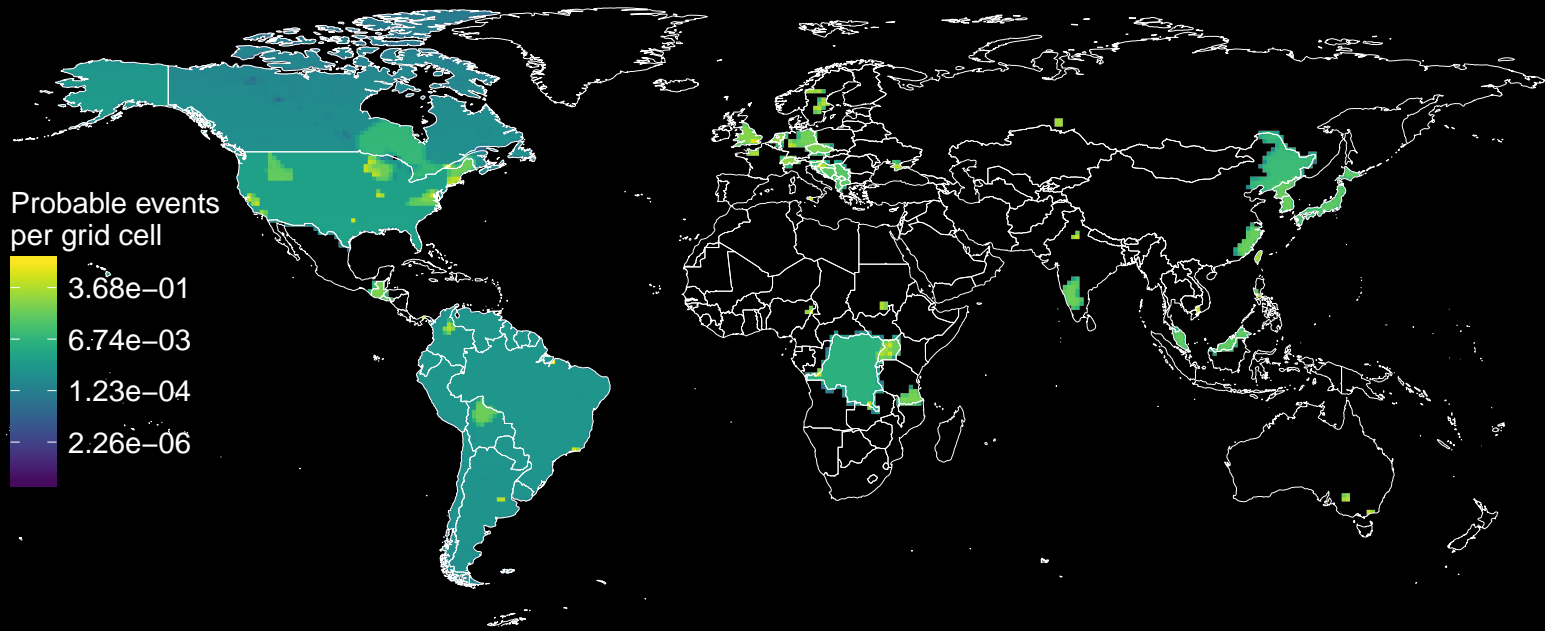 Probable events
per grid cell
3.68e−01
6.74e−03
1.23e−04
2.26e−06